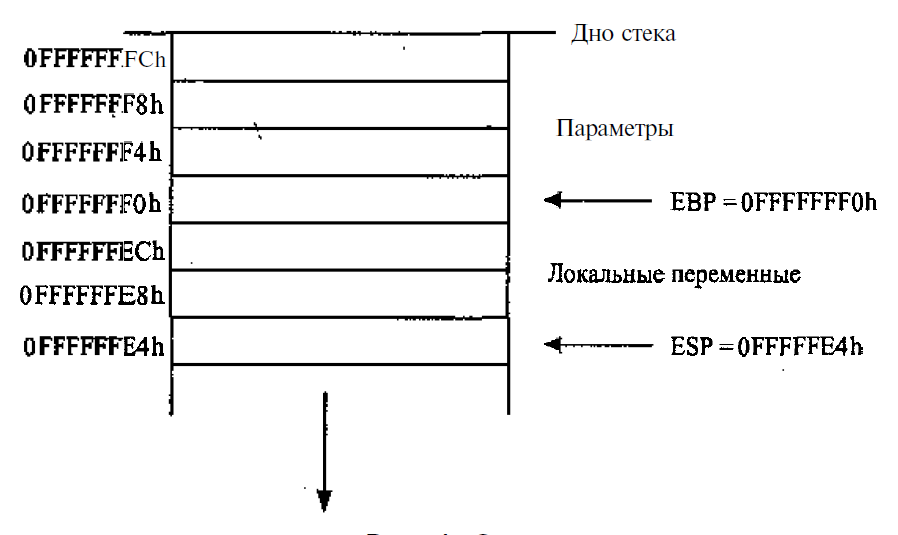 Дно стека
0FFFFFFFCh
0FFFFFFF8h
Параметры
0FFFFFFF4h
0FFFFFFF0h
EBP = 0FFFFFFF0h
0FFFFFFECh
Локальные переменные
0FFFFFFE8h
0FFFFFFE4h
ESP = 0FFFFFE4h